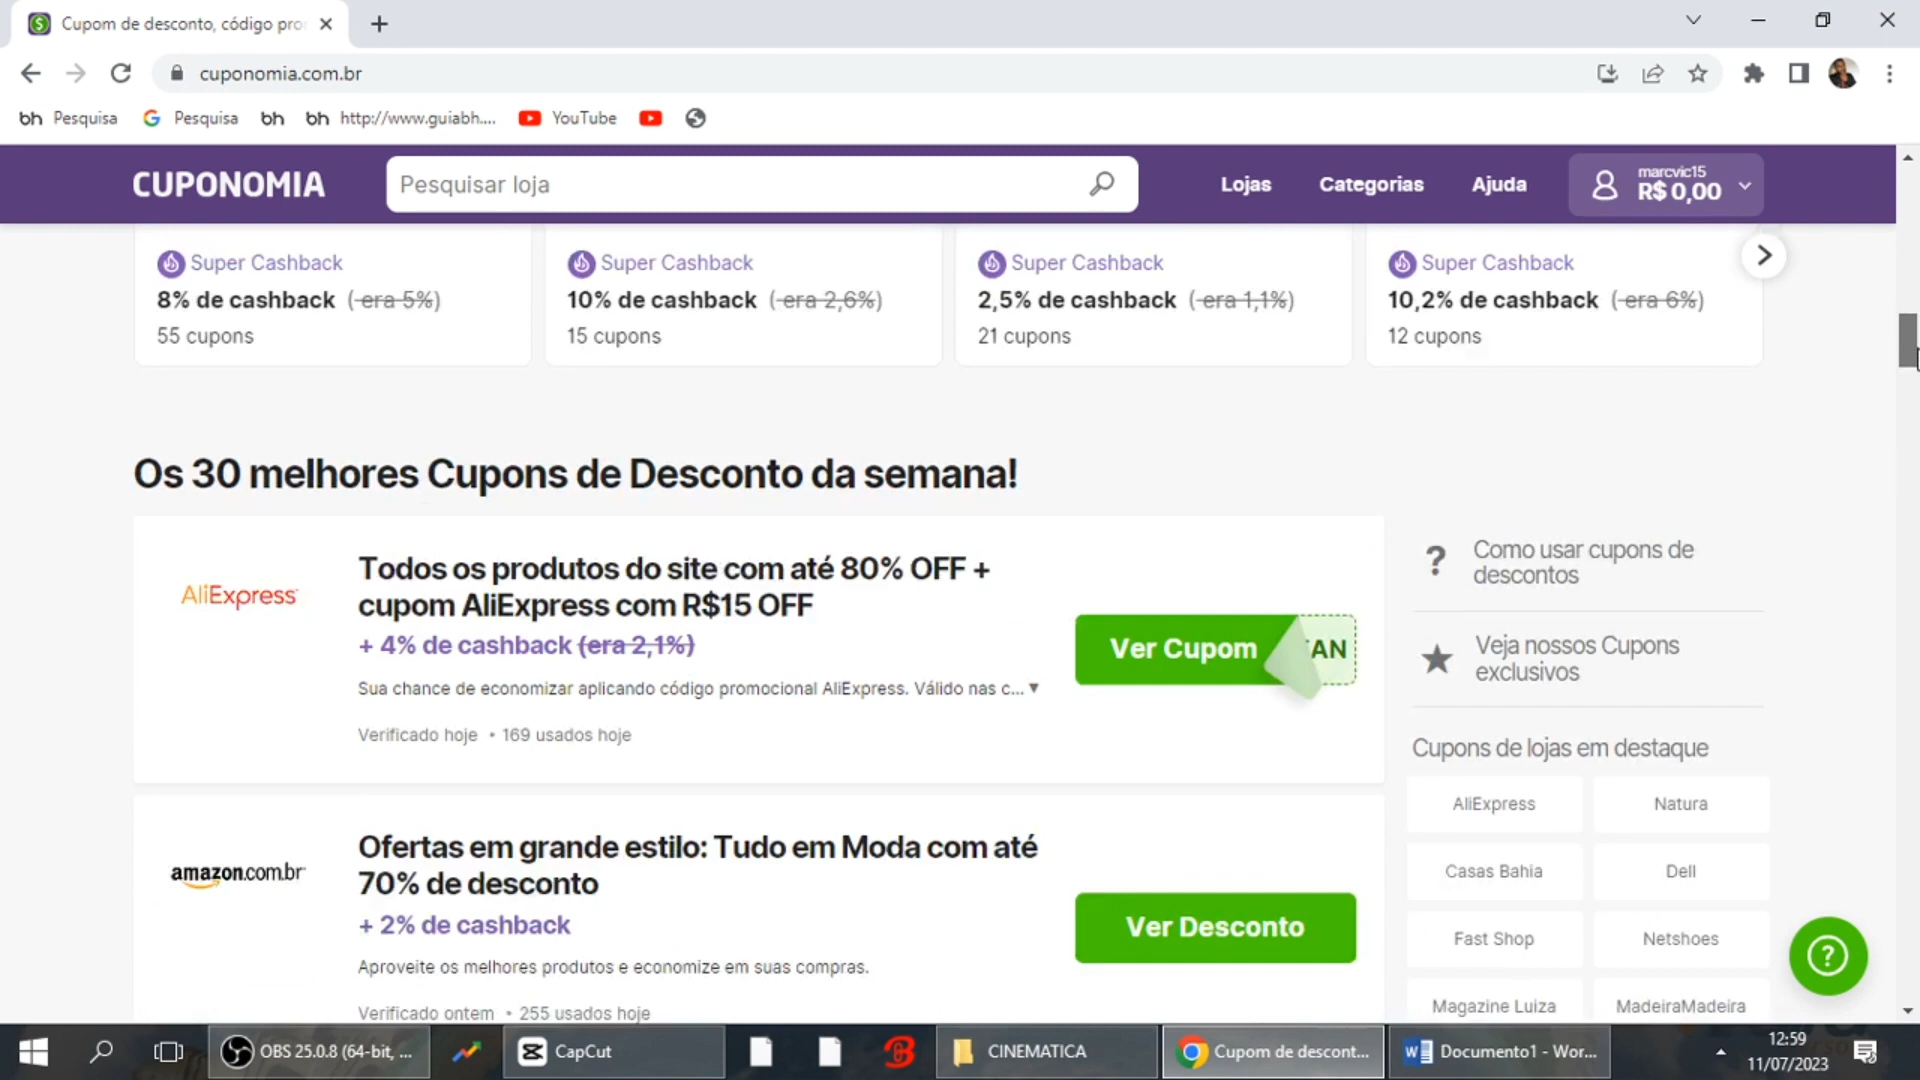 Cupom de desconto, código pro
cuponomia.com.br
bh Pesquisa
G Pesquisa
bh
bh http://www.guiabh....
YouTube
CUPONOMIA
Pesquisar loja
Lojas
Categorias
Ajuda
marcvic15
R$ 0,00
Super Cashback
8% de cashback (-era 5%)
55 cupons
Super Cashback
10% de cashback (-era 2,6%)
15 cupons
Super Cashback
2,5% de cashback (-era 1,1%)
21 cupons
Super Cashback
10,2% de cashback (-era 6%)
12 cupons
Os 30 melhores Cupons de Desconto da semana!
AliExpress
Todos os produtos do site com até 80% OFF +
cupom AliExpress com R$15 OFF
+ 4% de cashback (era 2,1%)
Sua chance de economizar aplicando código promocional AliExpress. Válido nas c... ▼
Verificado hoje • 169 usados hoje
Ver Cupom
AN
amazon.com.br
Ofertas em grande estilo: Tudo em Moda com até
70% de desconto
+ 2% de cashback
Aproveite os melhores produtos e economize em suas compras.
Verificado ontem • 255 usados hoje
Ver Desconto
? Como usar cupons de
descontos
Veja nossos Cupons
exclusivos
Cupons de lojas em destaque
AliExpress
Natura
Casas Bahia
Dell
Fast Shop
Netshoes
Magazine Luiza
MadeiraMadeira
?
OBS 25.0.8 (64-bit, ...
CapCut
CINEMATICA
Cupom de descont...
Documento1 - Wor...
12:59
11/07/2023